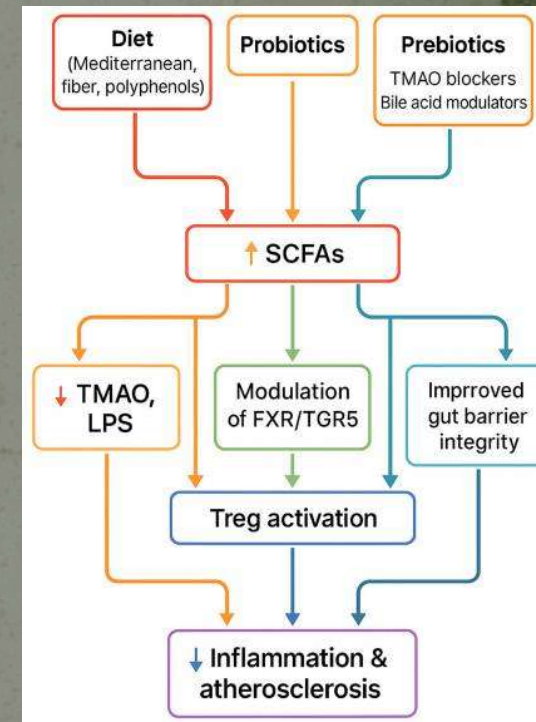 Diet
(Mediterranean,
fiber, polyphenols)
Probiotics
Prebiotics
TMAO blockers
Bile acid modulators
↑ SCFAs
↓ TMAO,
LPS
Modulation
of FXR/TGR5
Imprroved
gut barrier
integrity
Treg activation
↓ Inflammation &
atherosclerosis